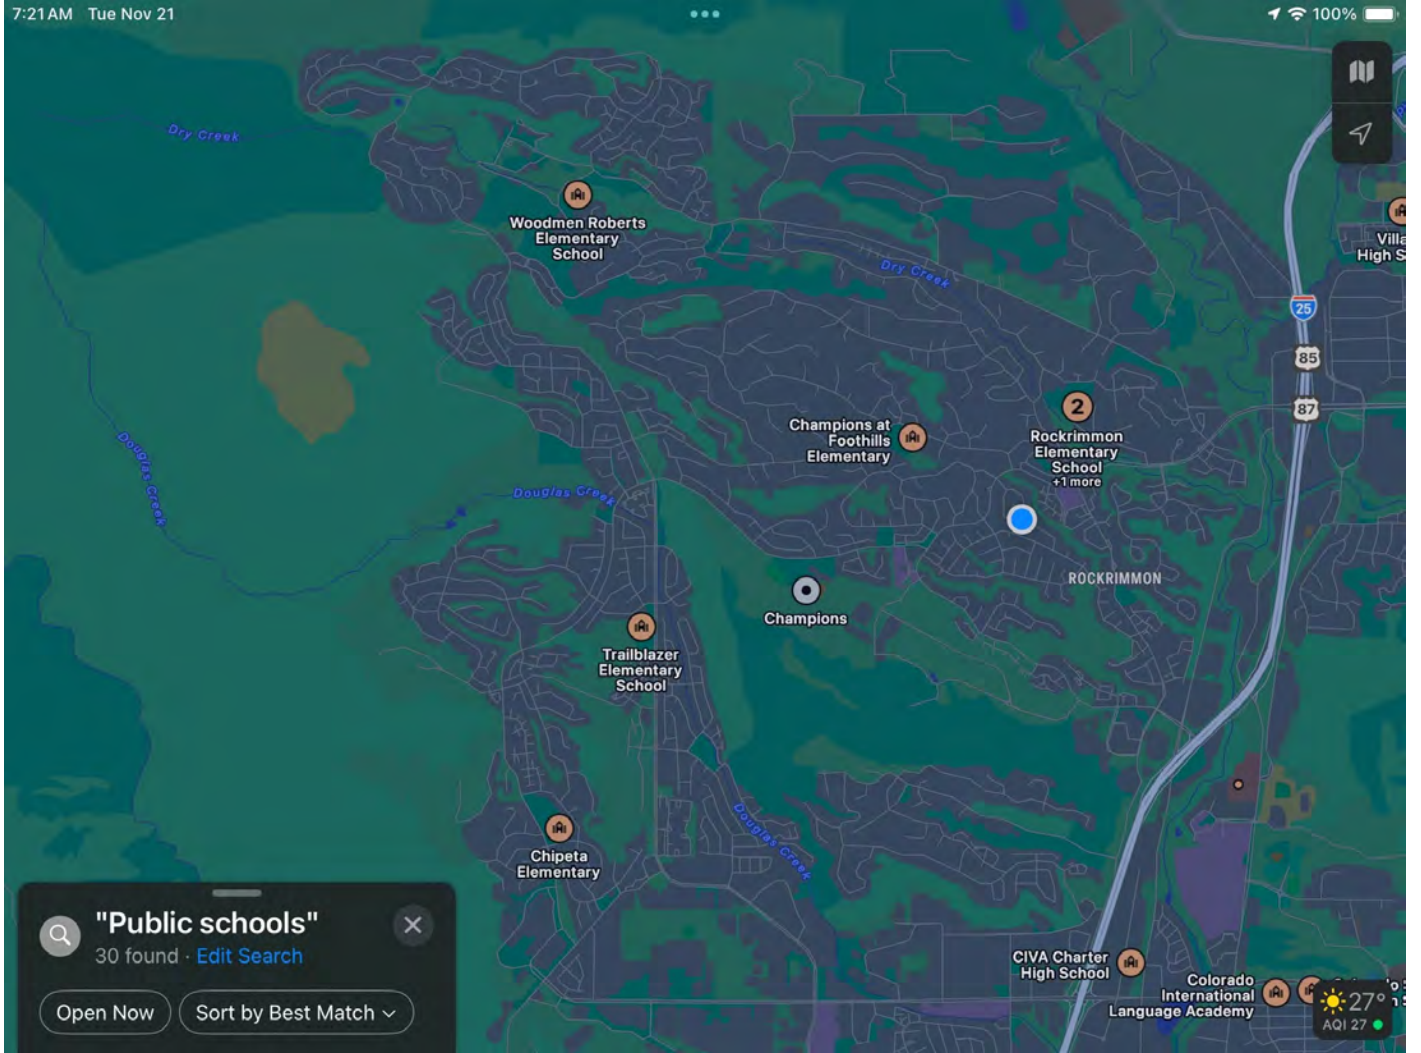 7:21 AM Tue Nov 21
100%
Dry Creek
Woodmen Roberts
Elementary
School
Villa
High S
Dry Creek
25
85
87
2
Champions at
Foothills
Elementary
Rockrimmon
Elementary
School
+1 more
Douglas Creek
Douglas Creek
ROCKRIMMON
Champions
Trailblazer
Elementary
School
Douglas Creek
Chipeta
Elementary
"Public schools"
30 found · Edit Search
Open Now
Sort by Best Match
CIVA Charter
High School
Colorado
International
Language Academy
27°
AQI 27